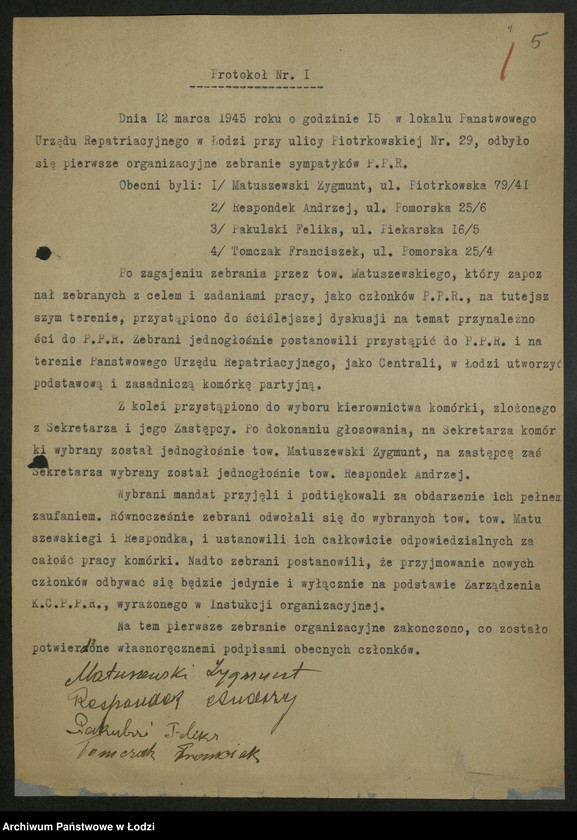 5
Protokoł Nr. I
Dnia I2 marca 1945 roku o godzinie I5 w lokalu Panstwowego
Urzędu Repatriacyjnego w Łodzi przy ulicy Piotrkowskiej Nr. 29, odbyło
się pierwsze organizacyjne zebranie sympatyków P.P.R.
Obecni byli: I/ Matuszewski Zygmunt, ul. Piotrkowska 79/4I
2/ Respondek Andrzej, ul. Pomorska 25/6
3/ Pakulski Feliks, ul. Piekarska I6/5
4/ Tomczak Franciszek, ul. Pomorska 25/4
Po zagajeniu zebrania przez tow. Matuszewskiego, który zapoz
nał zebranych z celem i zadaniami pracy, jako członków P.P.R., na tutejsz
szym terenie, przystąpiono do ściślejszej dyskusji na temat przynależno
ści do P.P.R. Zebrani jednogłośnie postanowili przystąpić do P.P.R. i na
terenie Panstwowego Urzędu Repatriacyjnego, jako Centrali, w Łodzi utworzyć
podstawową i zasadniczą komórkę partyjną.
Z kolei przystąpiono do wyboru kierownictwa komórki, zlożonego
z Sekretarza i jego Zastępcy. Po dokonaniu głosowania, na Sekretarza komór
ki wybrany został jednogłośnie tow. Matuszewski Zygmunt, na zastępcę zaś
Sekretarza wybrany został jednogłośnie tow. Respondek Andrzej.
Wybrani mandat przyjęli i podtiękowali za obdarzenie ich pełnem
zaufaniem. Równocześnie zebrani odwołali się do wybranych tow. tow. Matu
szewskiego i Respondka, i ustanowili ich całkowicie odpowiedzialnych za
całość pracy komórki. Nadto zebrani postanowili, że przyjmowanie nowych
członków odbywać się będzie jedynie i wyłącznie na podstawie Zarządzenia
K.C.P.P.R., wyrażonego w Instukcji organizacyjnej.
Na tem pierwsze zebranie organizacyjne zakonczono, co zostało
potwierdzone własnoręcznemi podpisami obecnych członków.
Matuszewski Zygmunt
Respondek Andrzej
Pakulski Feliks
Tomczak Franciszek
Archiwum Państwowe w Łodzi